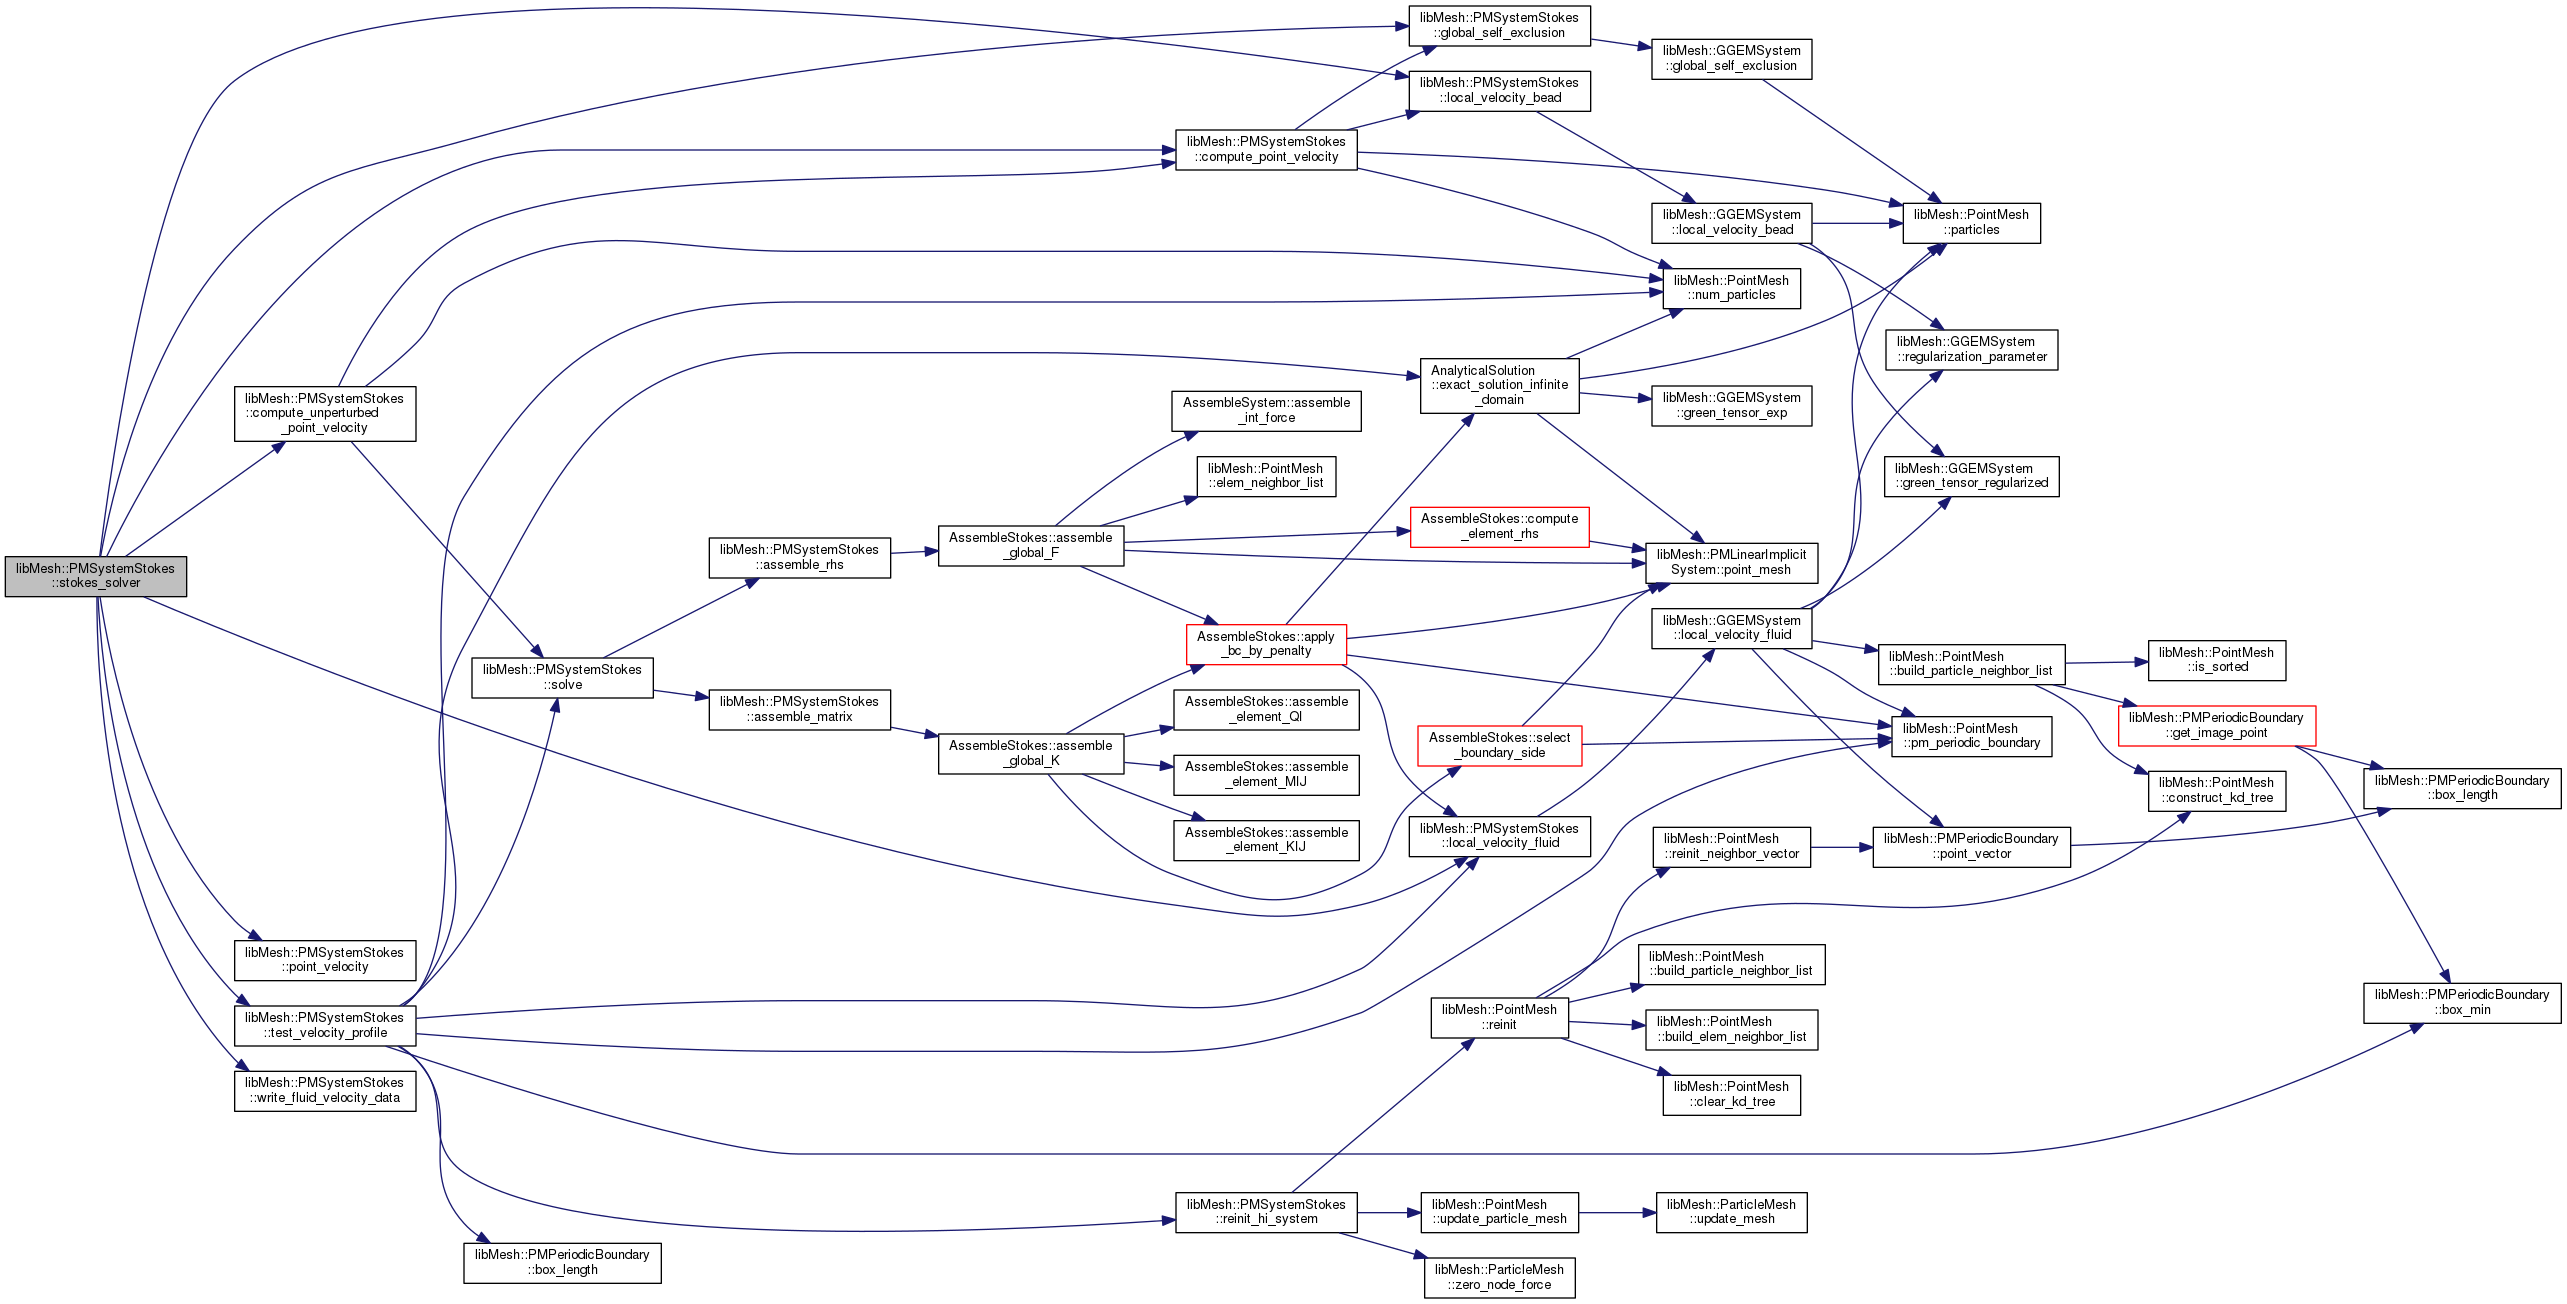 libMesh::PMSystemStokes
::stokes_solver
libMesh::PMSystemStokes
::compute_unperturbed
_point_velocity
libMesh::PMSystemStokes
::point_velocity
libMesh::PMSystemStokes
::test_velocity_profile
libMesh::PMSystemStokes
::write_fluid_velocity_data
libMesh::PMSystemStokes
::solve
libMesh::PMPeriodicBoundary
::box_length
libMesh::PMSystemStokes
::assemble_rhs
libMesh::PMSystemStokes
::assemble_matrix
AssembleStokes::assemble
_global_F
AssembleStokes::assemble
_global_K
libMesh::PMSystemStokes
::compute_point_velocity
AssembleSystem::assemble
_int_force
libMesh::PointMesh
::elem_neighbor_list
AssembleStokes::apply
_bc_by_penalty
AssembleStokes::assemble
_element_QI
AssembleStokes::assemble
_element_MIJ
AssembleStokes::assemble
_element_KIJ
libMesh::PMSystemStokes
::reinit_hi_system
libMesh::PMSystemStokes
::global_self_exclusion
libMesh::PMSystemStokes
::local_velocity_bead
AnalyticalSolution
::exact_solution_infinite
_domain
AssembleStokes::compute
_element_rhs
AssembleStokes::select
_boundary_side
libMesh::PMSystemStokes
::local_velocity_fluid
libMesh::PointMesh
::reinit
libMesh::PointMesh
::update_particle_mesh
libMesh::ParticleMesh
::zero_node_force
libMesh::GGEMSystem
::global_self_exclusion
libMesh::GGEMSystem
::local_velocity_bead
libMesh::PointMesh
::num_particles
libMesh::GGEMSystem
::green_tensor_exp
libMesh::PMLinearImplicit
System::point_mesh
libMesh::GGEMSystem
::local_velocity_fluid
libMesh::PointMesh
::reinit_neighbor_vector
libMesh::PointMesh
::build_particle_neighbor_list
libMesh::PointMesh
::build_elem_neighbor_list
libMesh::PointMesh
::clear_kd_tree
libMesh::ParticleMesh
::update_mesh
libMesh::PointMesh
::particles
libMesh::GGEMSystem
::regularization_parameter
libMesh::GGEMSystem
::green_tensor_regularized
libMesh::PointMesh
::build_particle_neighbor_list
libMesh::PointMesh
::pm_periodic_boundary
libMesh::PMPeriodicBoundary
::point_vector
libMesh::PointMesh
::is_sorted
libMesh::PMPeriodicBoundary
::get_image_point
libMesh::PointMesh
::construct_kd_tree
libMesh::PMPeriodicBoundary
::box_length
libMesh::PMPeriodicBoundary
::box_min